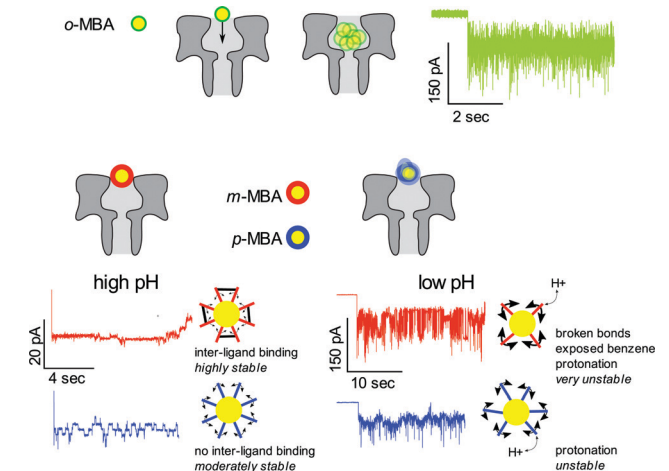 o-MBA
150 pA
2 sec
m-MBA
p-MBA
high pH
low pH
20 pA
4 sec
inter-ligand binding
highly stable
no inter-ligand binding
moderately stable
150 pA
10 sec
H+
broken bonds
exposed benzene
protonation
very unstable
H+
protonation
unstable